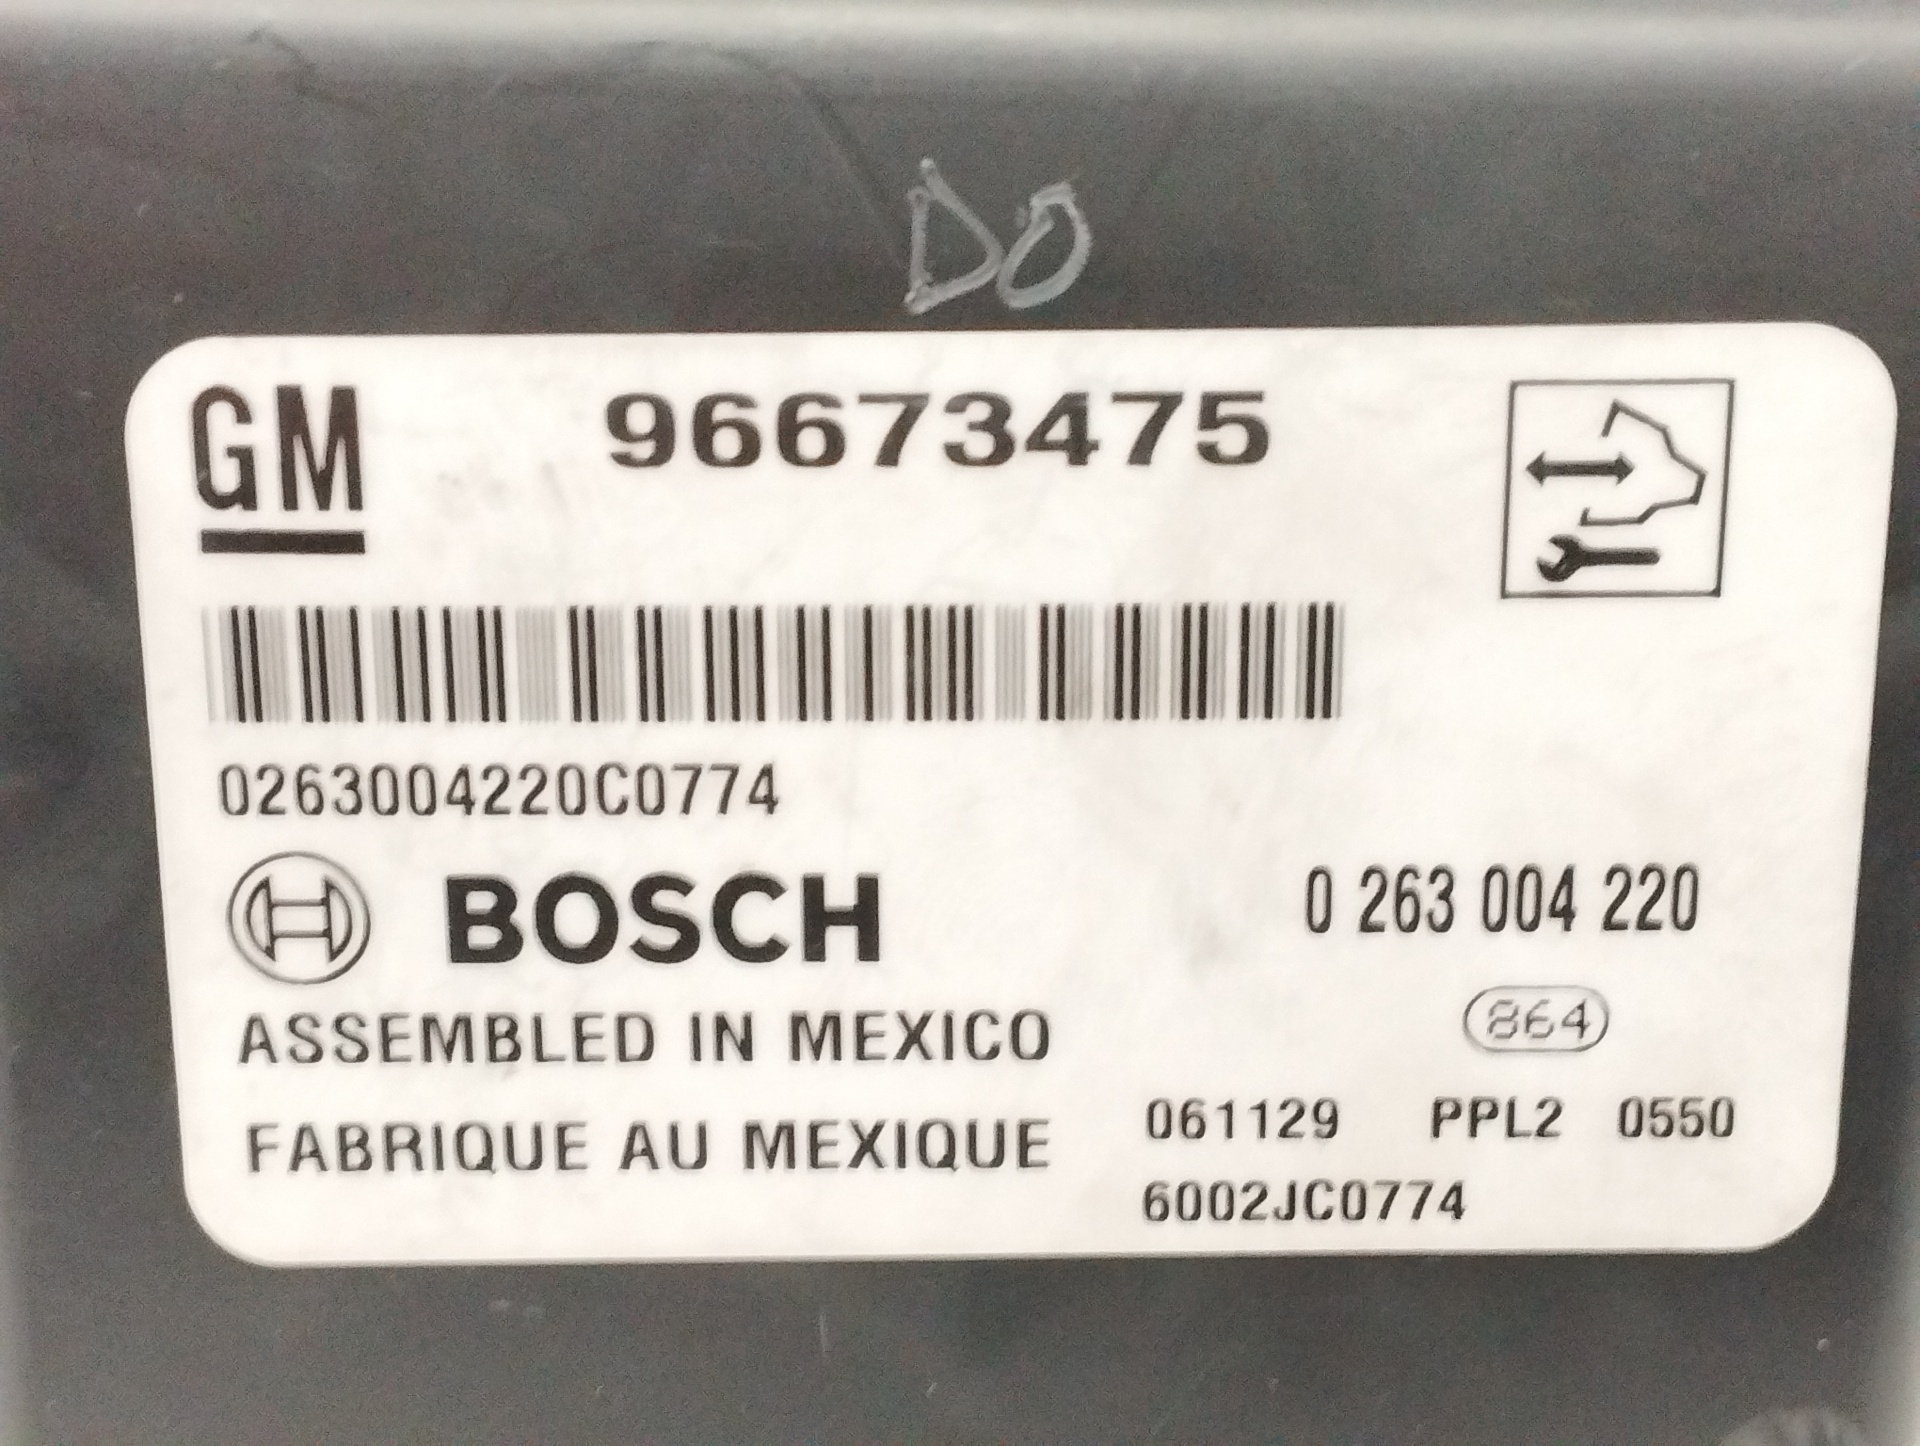 DO
GM 96673475
0263004220C0774
BOSCH 0 263 004 220
864
ASSEMBLED IN MEXICO
FABRIQUE AU MEXIQUE
061129 PPL2 0550
6002JC0774